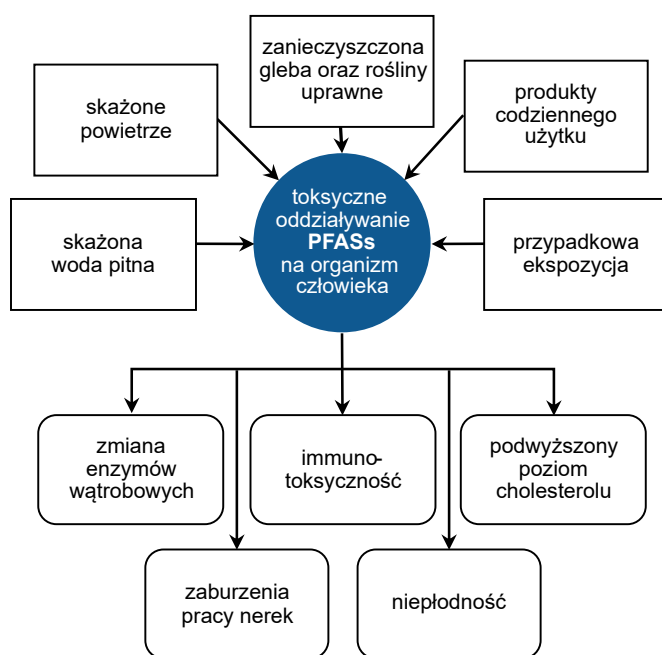 zanieczyszczona
gleba oraz rośliny
uprawne
skażone
powietrze
produkty
codziennego
użytku
toksyczne
oddziaływanie
PFASs
na organizm
człowieka
skażona
woda pitna
przypadkowa
ekspozycja
zmiana
enzymów
wątrobowych
immuno-
toksyczność
podwyższony
poziom
cholesterolu
zaburzenia
pracy nerek
niepłodność